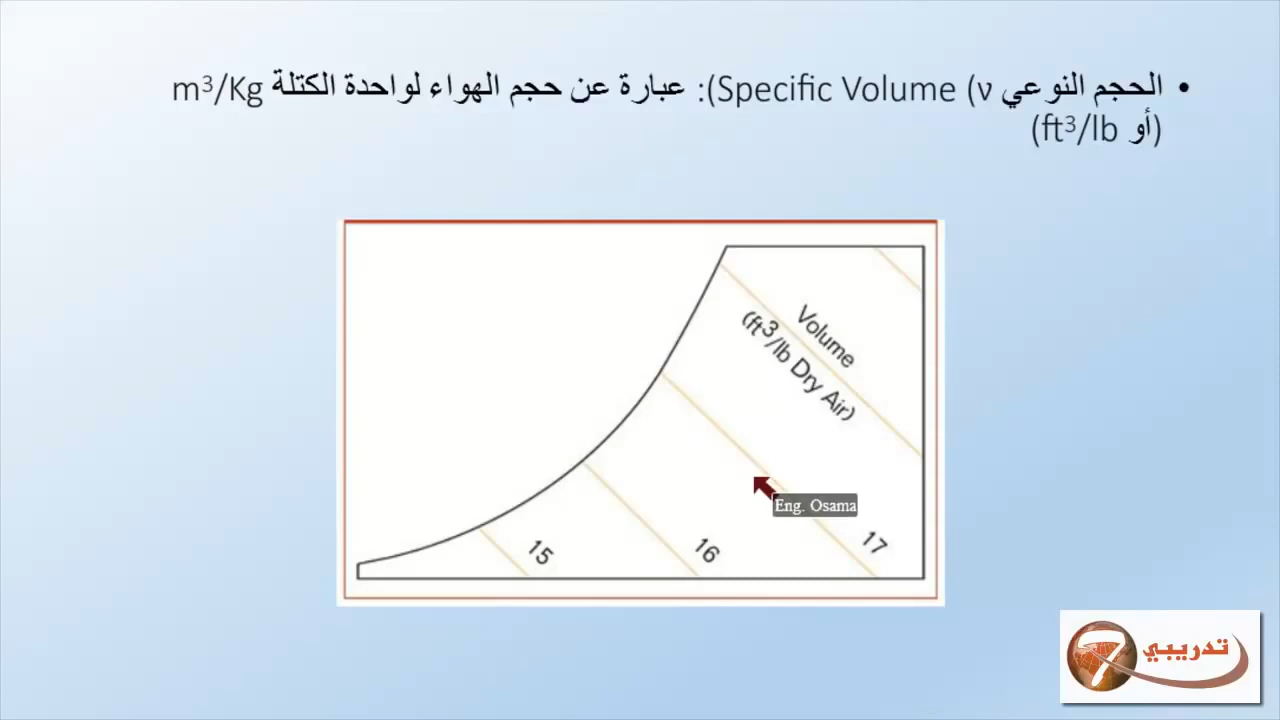 • الحجم النوعي Specific Volume (ν): عبارة عن حجم الهواء لواحدة الكتلة m³/Kg
(أو ft³/lb)
Volume
(ft³/lb Dry Air)
Eng. Osama
15
16
17
تدريبي
7